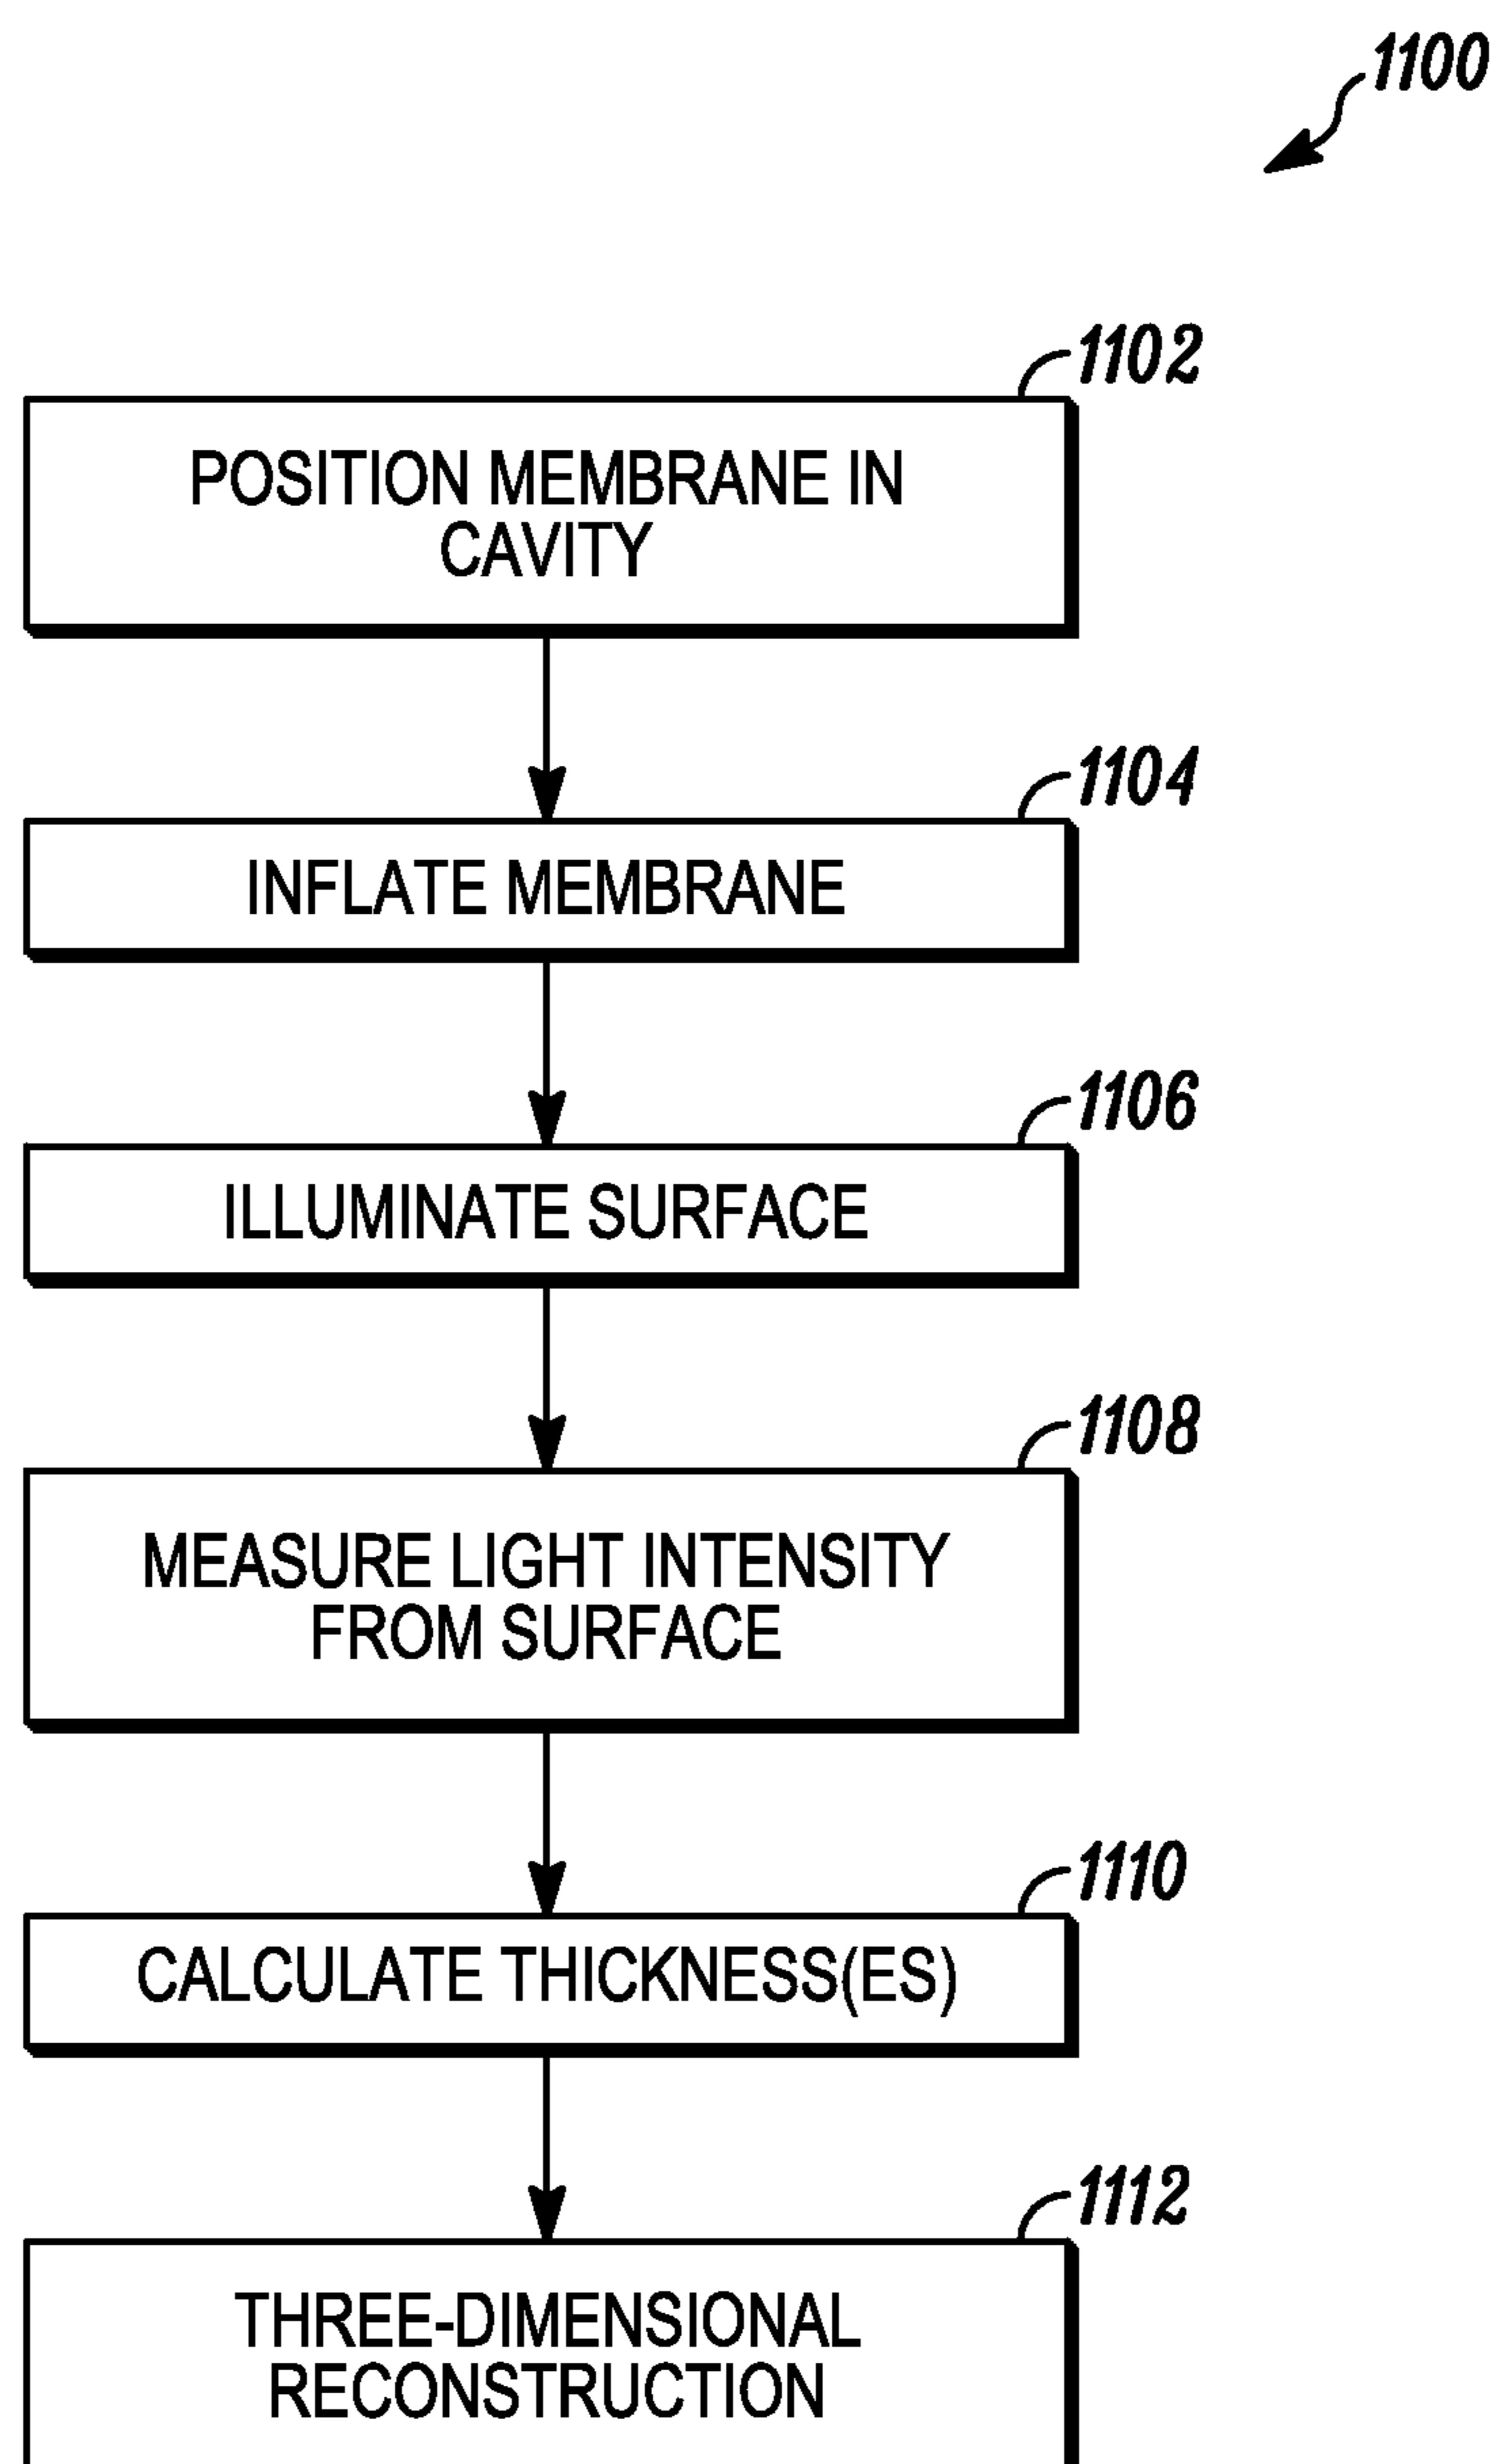 1100
1102
POSITION MEMBRANE IN
CAVITY
1104
INFLATE MEMBRANE
1106
ILLUMINATE SURFACE
1108
MEASURE LIGHT INTENSITY
FROM SURFACE
1110
CALCULATE THICKNESS(ES)
1112
THREE-DIMENSIONAL
RECONSTRUCTION